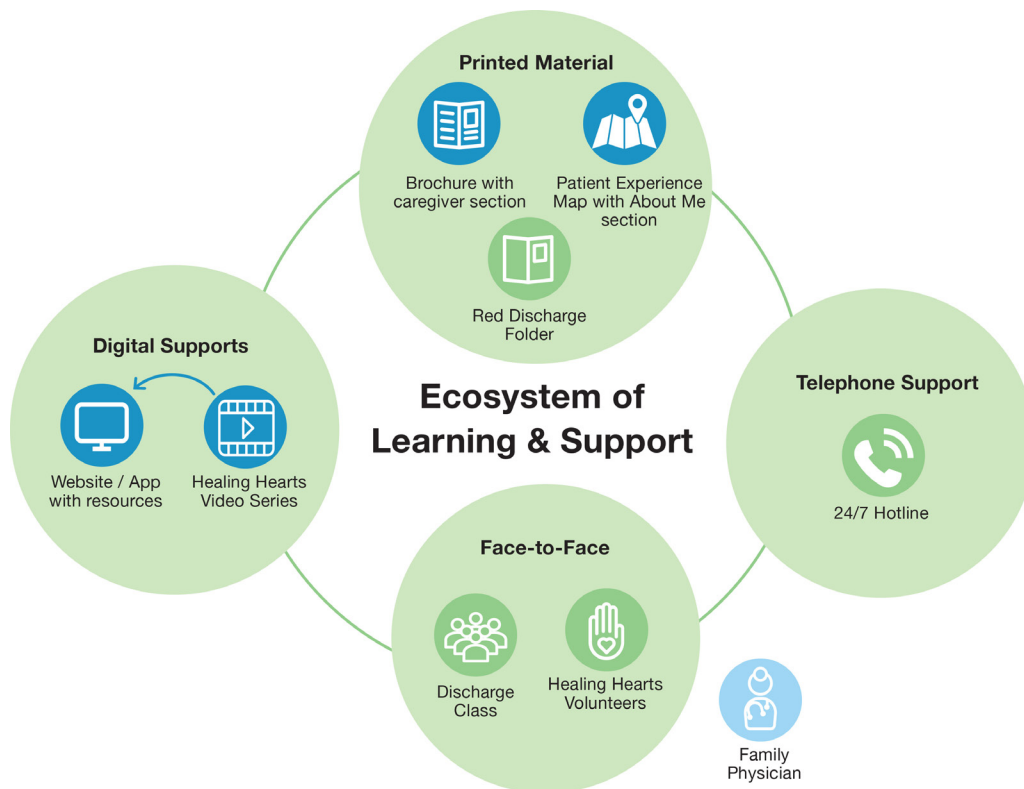 Printed Material
Brochure with
caregiver section
Patient Experience
Map with About Me
section
Red Discharge
Folder
Digital Supports
Website / App
with resources
Healing Hearts
Video Series
Ecosystem of
Learning & Support
Telephone Support
24/7 Hotline
Face-to-Face
Discharge
Class
Healing Hearts
Volunteers
Family
Physician